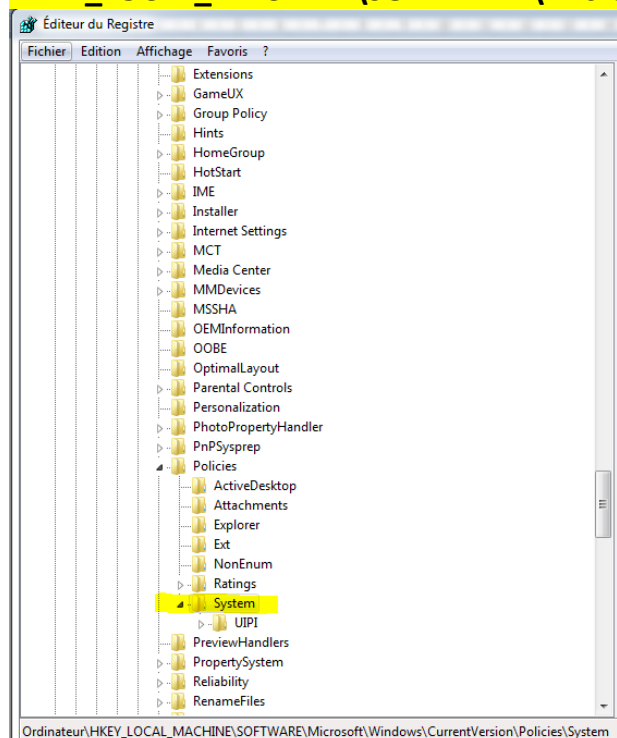 Éditeur du Registre
Fichier Edition Affichage Favoris ?
Extensions
GameUX
Group Policy
Hints
HomeGroup
HotStart
IME
Installer
Internet Settings
MCT
Media Center
MMDevices
MSSHA
OEMInformation
OOBE
OptimalLayout
Parental Controls
Personalization
PhotoPropertyHandler
PnPSysprep
Policies
ActiveDesktop
Attachments
Explorer
Ext
NonEnum
Ratings
System
UIPI
PreviewHandlers
PropertySystem
Reliability
RenameFiles
Ordinateur\HKEY_LOCAL_MACHINE\SOFTWARE\Microsoft\Windows\CurrentVersion\Policies\System